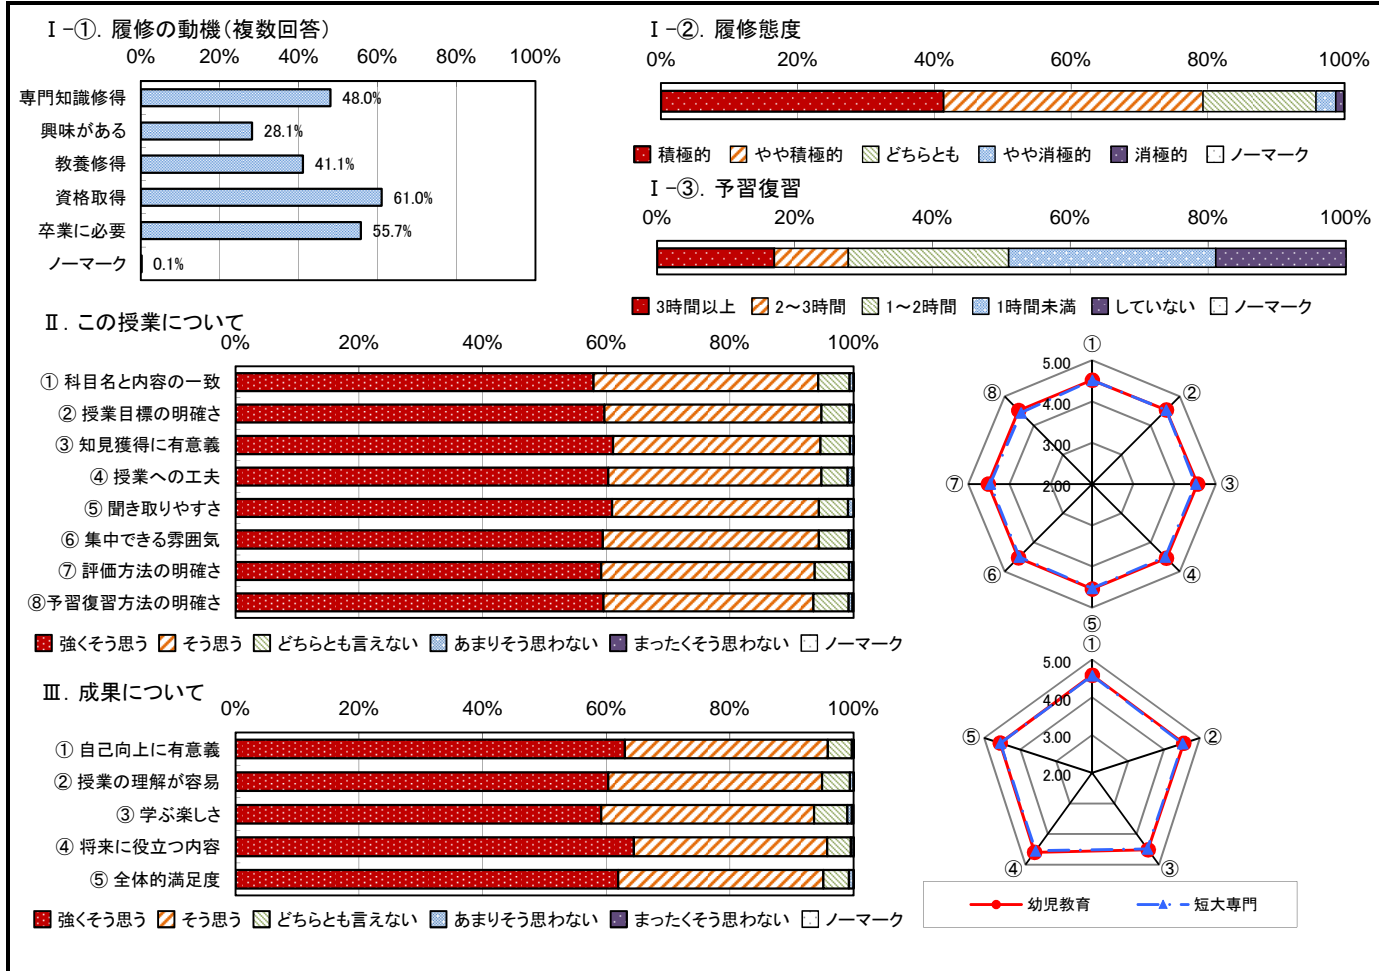 Ⅰ-①. 履修の動機(複数回答)
0% 20% 40% 60% 80% 100%
専門知識修得 48.0%
興味がある 28.1%
教養修得 41.1%
資格取得 61.0%
卒業に必要 55.7%
ノーマーク 0.1%
Ⅰ-②. 履修態度
0% 20% 40% 60% 80% 100%
積極的 やや積極的 どちらとも やや消極的 消極的 ノーマーク
Ⅰ-③. 予習復習
0% 20% 40% 60% 80% 100%
3時間以上 2～3時間 1～2時間 1時間未満 していない ノーマーク
Ⅱ. この授業について
0% 20% 40% 60% 80% 100%
① 科目名と内容の一致
② 授業目標の明確さ
③ 知見獲得に有意義
④ 授業への工夫
⑤ 聞き取りやすさ
⑥ 集中できる雰囲気
⑦ 評価方法の明確さ
⑧予習復習方法の明確さ
強くそう思う そう思う どちらとも言えない あまりそう思わない まったくそう思わない ノーマーク
①
5.00
⑧ ②
4.00
3.00
⑦ 2.00 ③
⑥ ④
⑤
Ⅲ. 成果について
0% 20% 40% 60% 80% 100%
① 自己向上に有意義
② 授業の理解が容易
③ 学ぶ楽しさ
④ 将来に役立つ内容
⑤ 全体的満足度
強くそう思う そう思う どちらとも言えない あまりそう思わない まったくそう思わない ノーマーク
①
5.00
4.00
⑤ ②
3.00
2.00
④ ③
幼児教育 短大専門